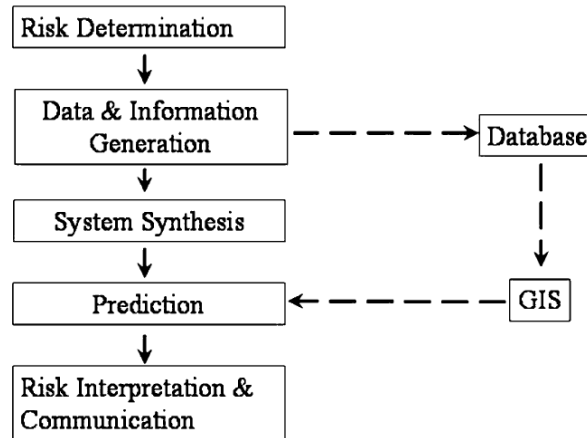 Risk Determination
Data & Information
Generation
Database
System Synthesis
Prediction
GIS
Risk Interpretation &
Communication